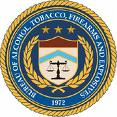 BUREAU OF ALCOHOL, TOBACCO, FIREARMS AND EXPLOSIVES
1972